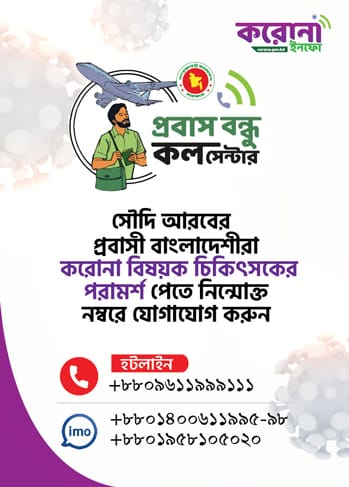 করোনা
ইনফো
corona.gov.bd
প্রবাস বন্ধু
কল সেন্টার
সৌদি আরবের
প্রবাসী বাংলাদেশীরা
করোনা বিষয়ক চিকিৎসকের
পরামর্শ পেতে নিম্নোক্ত
নম্বরে যোগাযোগ করুন
হটলাইন
+৮৮০৯৬১১৯৯৯১১১
imo
+৮৮০১৪০০৬১১৯৯৫-৯৮
+৮৮০১৯৫৮১০৫০২০